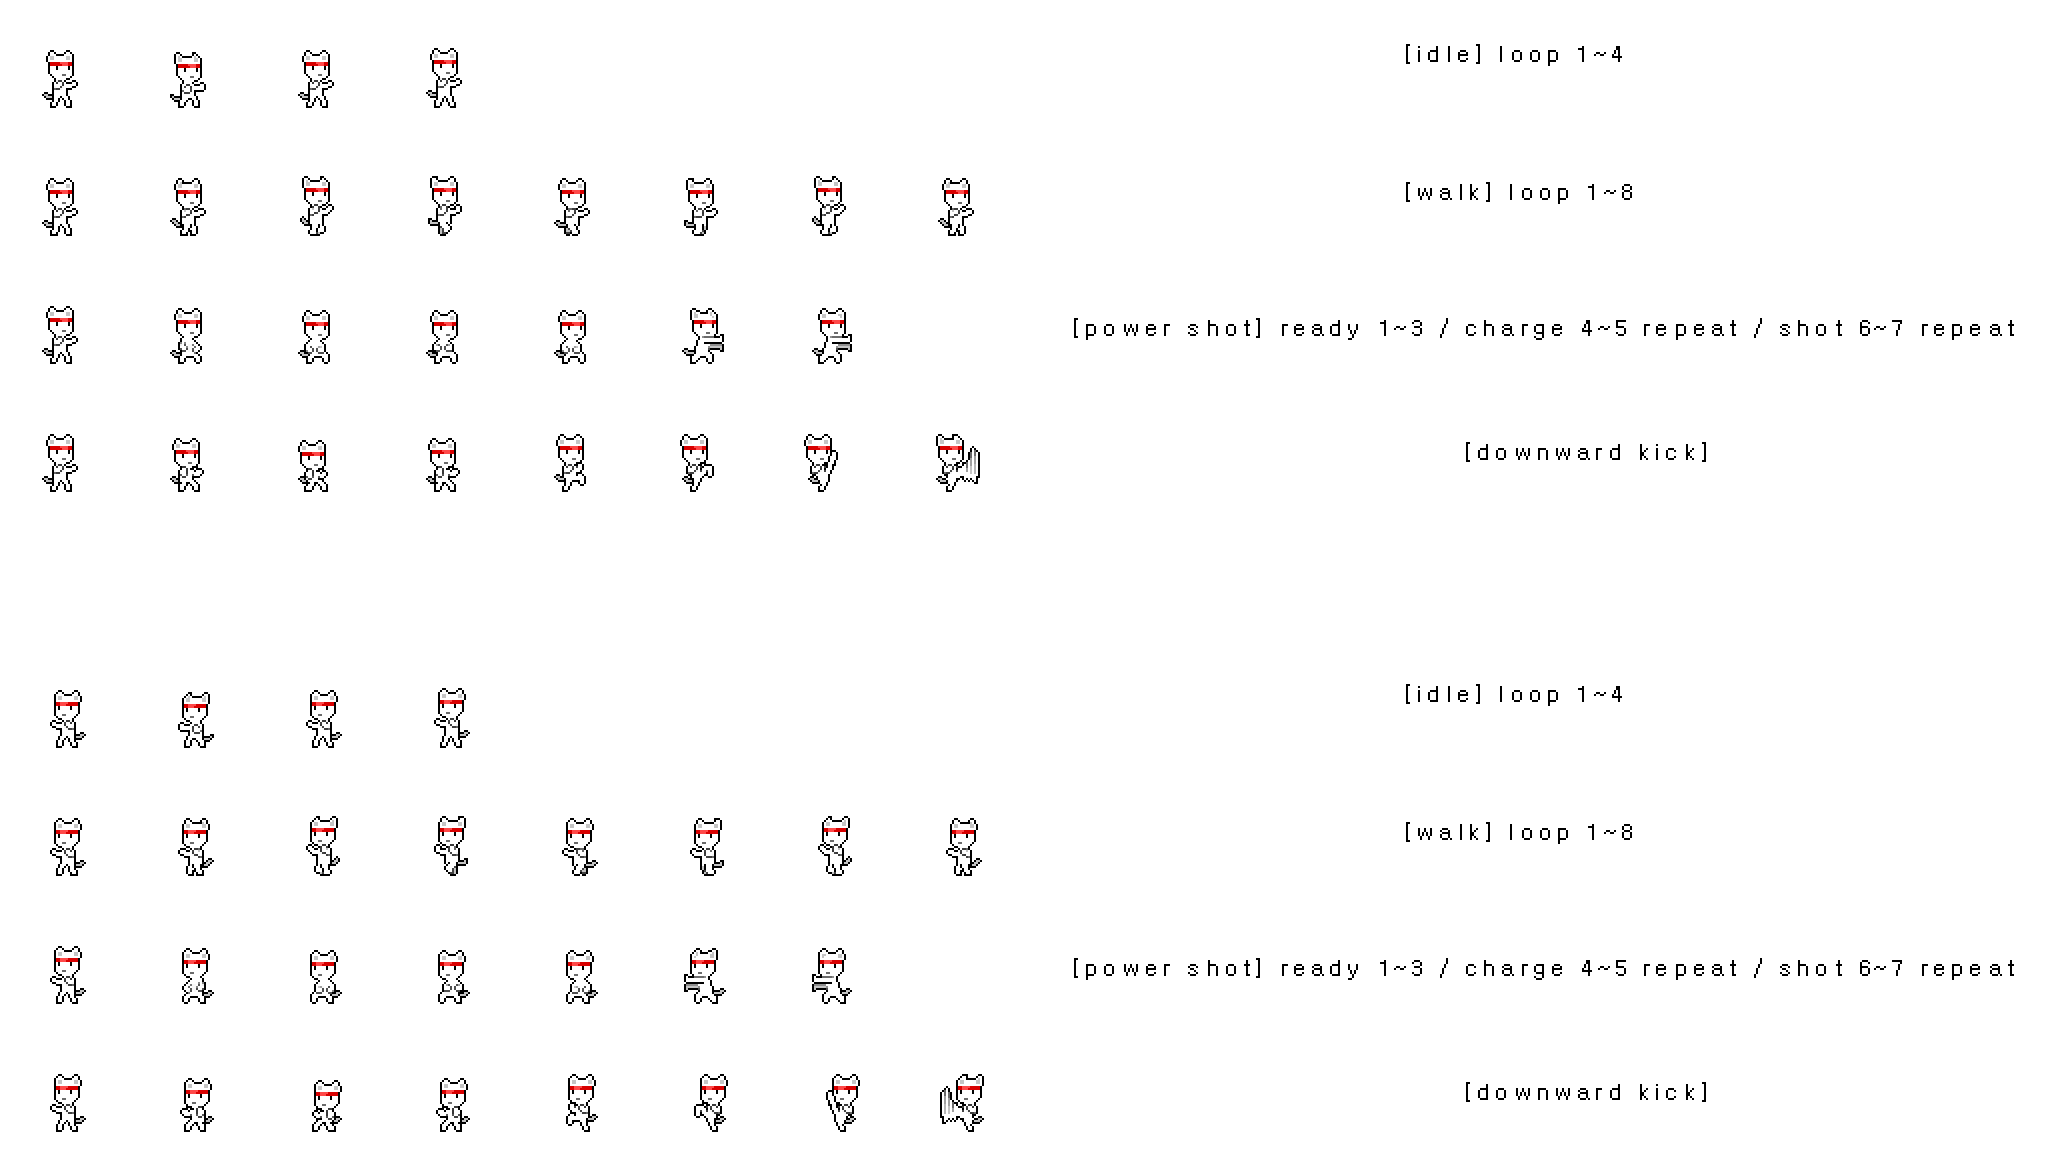 [idle] loop 1~4
[walk] loop 1~8
[power shot] ready 1~3 / charge 4~5 repeat / shot 6~7 repeat
[downward kick]
[idle] loop 1~4
[walk] loop 1~8
[power shot] ready 1~3 / charge 4~5 repeat / shot 6~7 repeat
[downward kick]